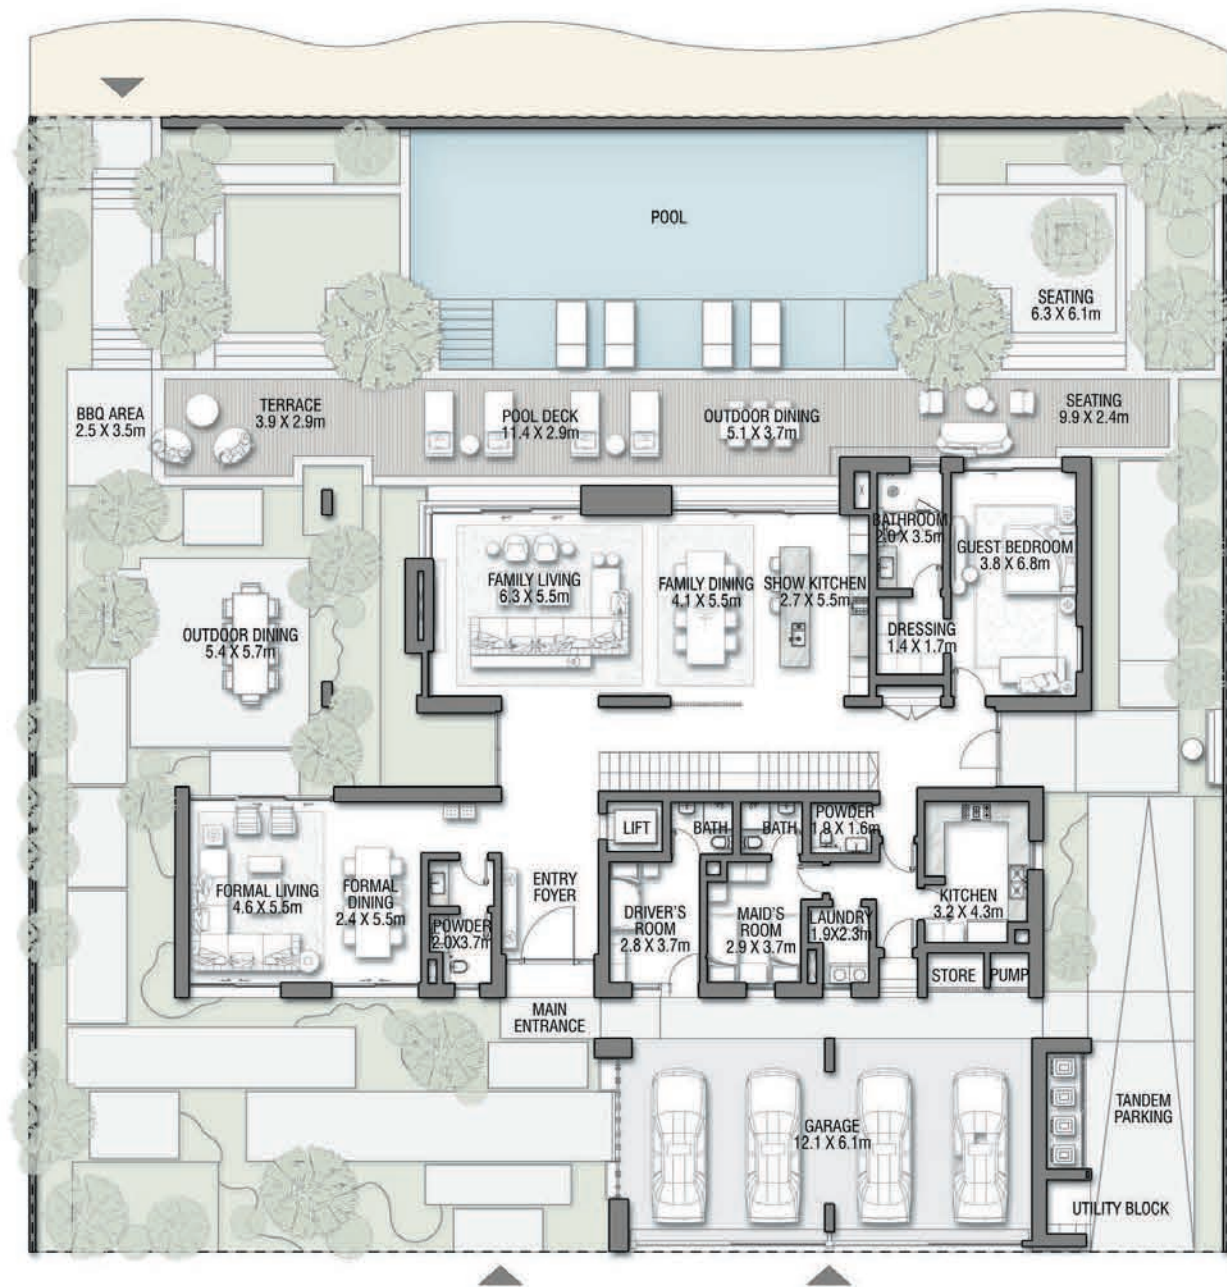 POOL
SEATING
6.3 X 6.1m
BBQ AREA
2.5 X 3.5m
TERRACE
3.9 X 2.9m
POOL DECK
11.4 X 2.9m
OUTDOOR DINING
5.1 X 3.7m
SEATING
9.9 X 2.4m
BATHROOM
2.0 X 3.5m
GUEST BEDROOM
3.8 X 6.8m
FAMILY LIVING
6.3 X 5.5m
FAMILY DINING
4.1 X 5.5m
SHOW KITCHEN
2.7 X 5.5m
DRESSING
1.4 X 1.7m
OUTDOOR DINING
5.4 X 5.7m
LIFT
BATH
BATH
POWDER
1.9 X 1.6m
FORMAL LIVING
4.6 X 5.5m
FORMAL
DINING
2.4 X 5.5m
POWDER
2.0X3.7m
ENTRY
FOYER
DRIVER'S
ROOM
2.8 X 3.7m
MAID'S
ROOM
2.9 X 3.7m
LAUNDRY
1.9X2.3m
KITCHEN
3.2 X 4.3m
STORE
PUMP
MAIN
ENTRANCE
GARAGE
12.1 X 6.1m
TANDEM
PARKING
UTILITY BLOCK